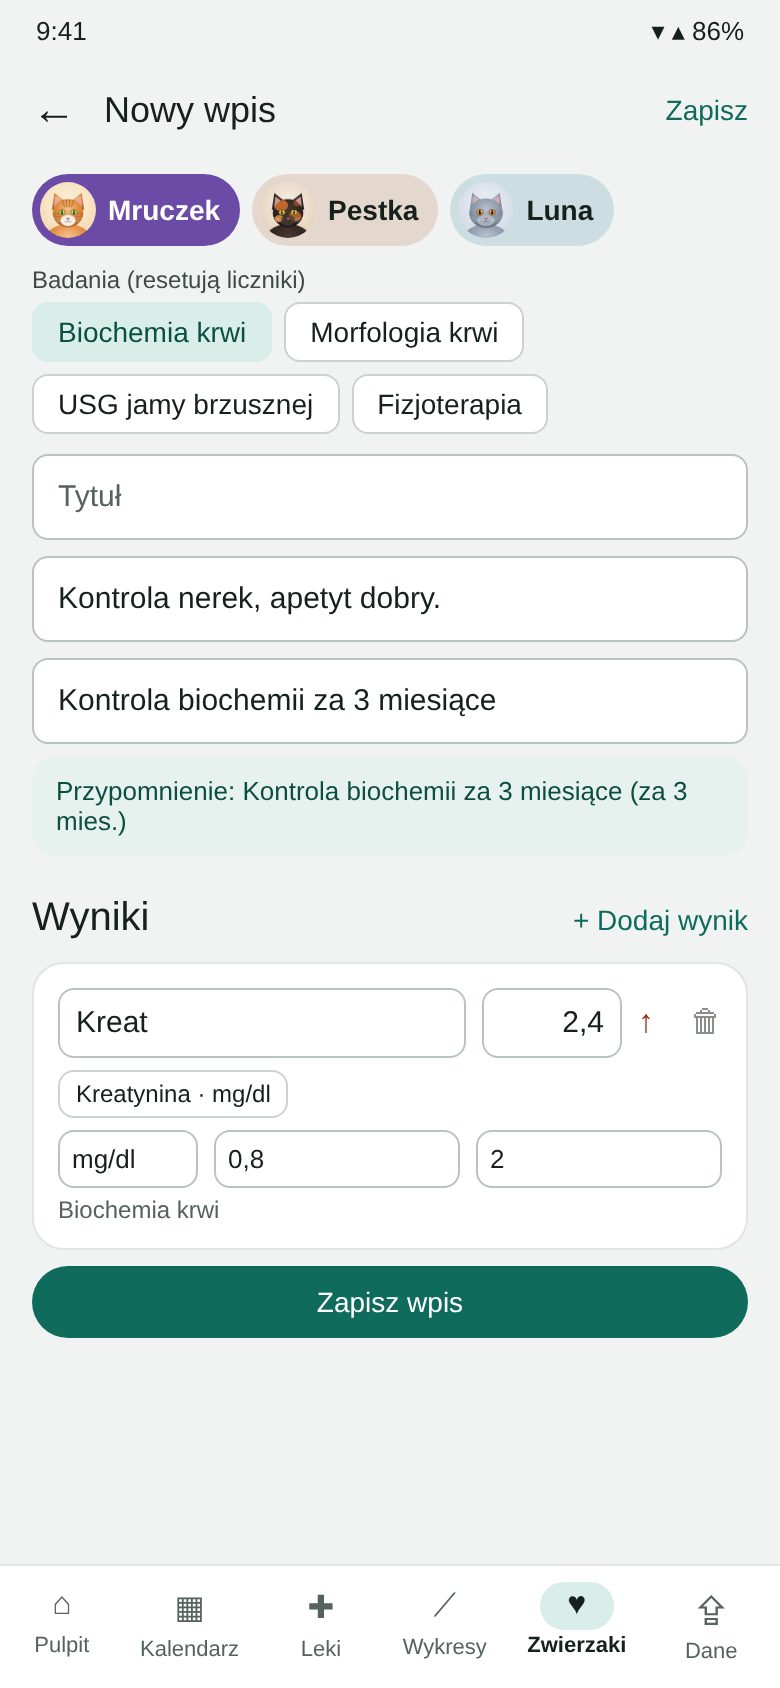 9:41
86%
Nowy wpis
Zapisz
Mruczek
Pestka
Luna
Badania (resetują liczniki)
Biochemia krwi
Morfologia krwi
USG jamy brzusznej
Fizjoterapia
Tytuł
Kontrola nerek, apetyt dobry.
Kontrola biochemii za 3 miesiące
Przypomnienie: Kontrola biochemii za 3 miesiące (za 3
mies.)
Wyniki
+ Dodaj wynik
Kreat
2,4 ↑
Kreatynina · mg/dl
mg/dl
0,8
2
Biochemia krwi
Zapisz wpis
Pulpit
Kalendarz
Leki
Wykresy
Zwierzaki
Dane